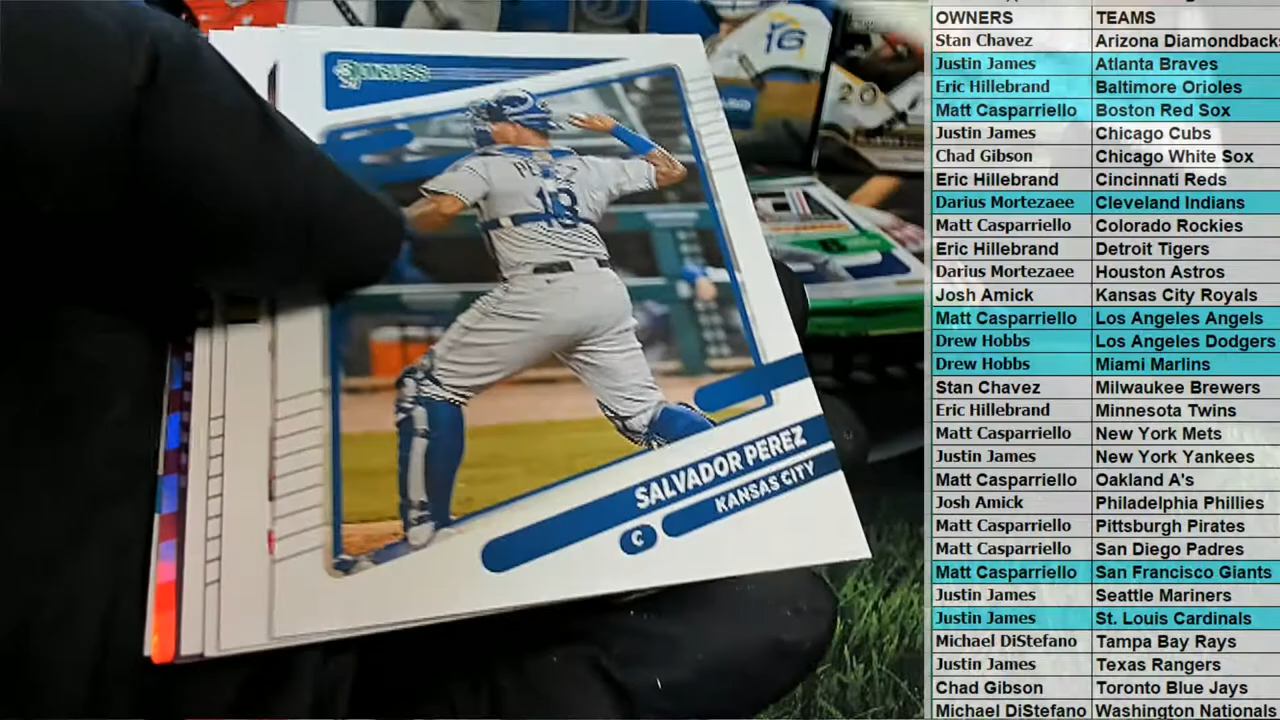 DONRUSS
PEREZ
13
SALVADOR PEREZ
C
KANSAS CITY
16
20
OWNERS TEAMS
Stan Chavez Arizona Diamondbacks
Justin James Atlanta Braves
Eric Hillebrand Baltimore Orioles
Matt Casparriello Boston Red Sox
Justin James Chicago Cubs
Chad Gibson Chicago White Sox
Eric Hillebrand Cincinnati Reds
Darius Mortezaee Cleveland Indians
Matt Casparriello Colorado Rockies
Eric Hillebrand Detroit Tigers
Darius Mortezaee Houston Astros
Josh Amick Kansas City Royals
Matt Casparriello Los Angeles Angels
Drew Hobbs Los Angeles Dodgers
Drew Hobbs Miami Marlins
Stan Chavez Milwaukee Brewers
Eric Hillebrand Minnesota Twins
Matt Casparriello New York Mets
Justin James New York Yankees
Matt Casparriello Oakland A's
Josh Amick Philadelphia Phillies
Matt Casparriello Pittsburgh Pirates
Matt Casparriello San Diego Padres
Matt Casparriello San Francisco Giants
Justin James Seattle Mariners
Justin James St. Louis Cardinals
Michael DiStefano Tampa Bay Rays
Justin James Texas Rangers
Chad Gibson Toronto Blue Jays
Michael DiStefano Washington Nationals